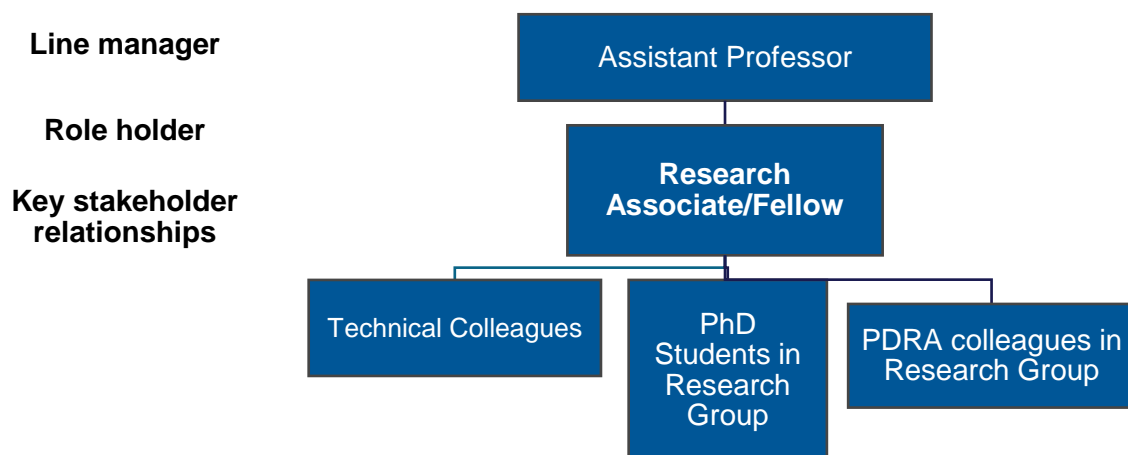 Line manager
Assistant Professor
Role holder
Research
Associate/Fellow
Key stakeholder
relationships
Technical Colleagues
PhD
Students in
Research
Group
PDRA colleagues in
Research Group